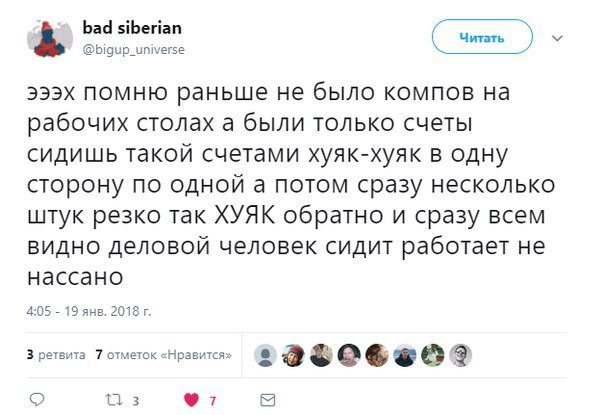 bad siberian
@bigup_universe
Читать
эээх помню раньше не было компов на
рабочих столах а были только счеты
сидишь такой счетами хуяк-хуяк в одну
сторону по одной а потом сразу несколько
штук резко так ХУЯК обратно и сразу всем
видно деловой человек сидит работает не
нассано
4:05 - 19 янв. 2018 г.
3 ретвита 7 отметок «Нравится»
3 7